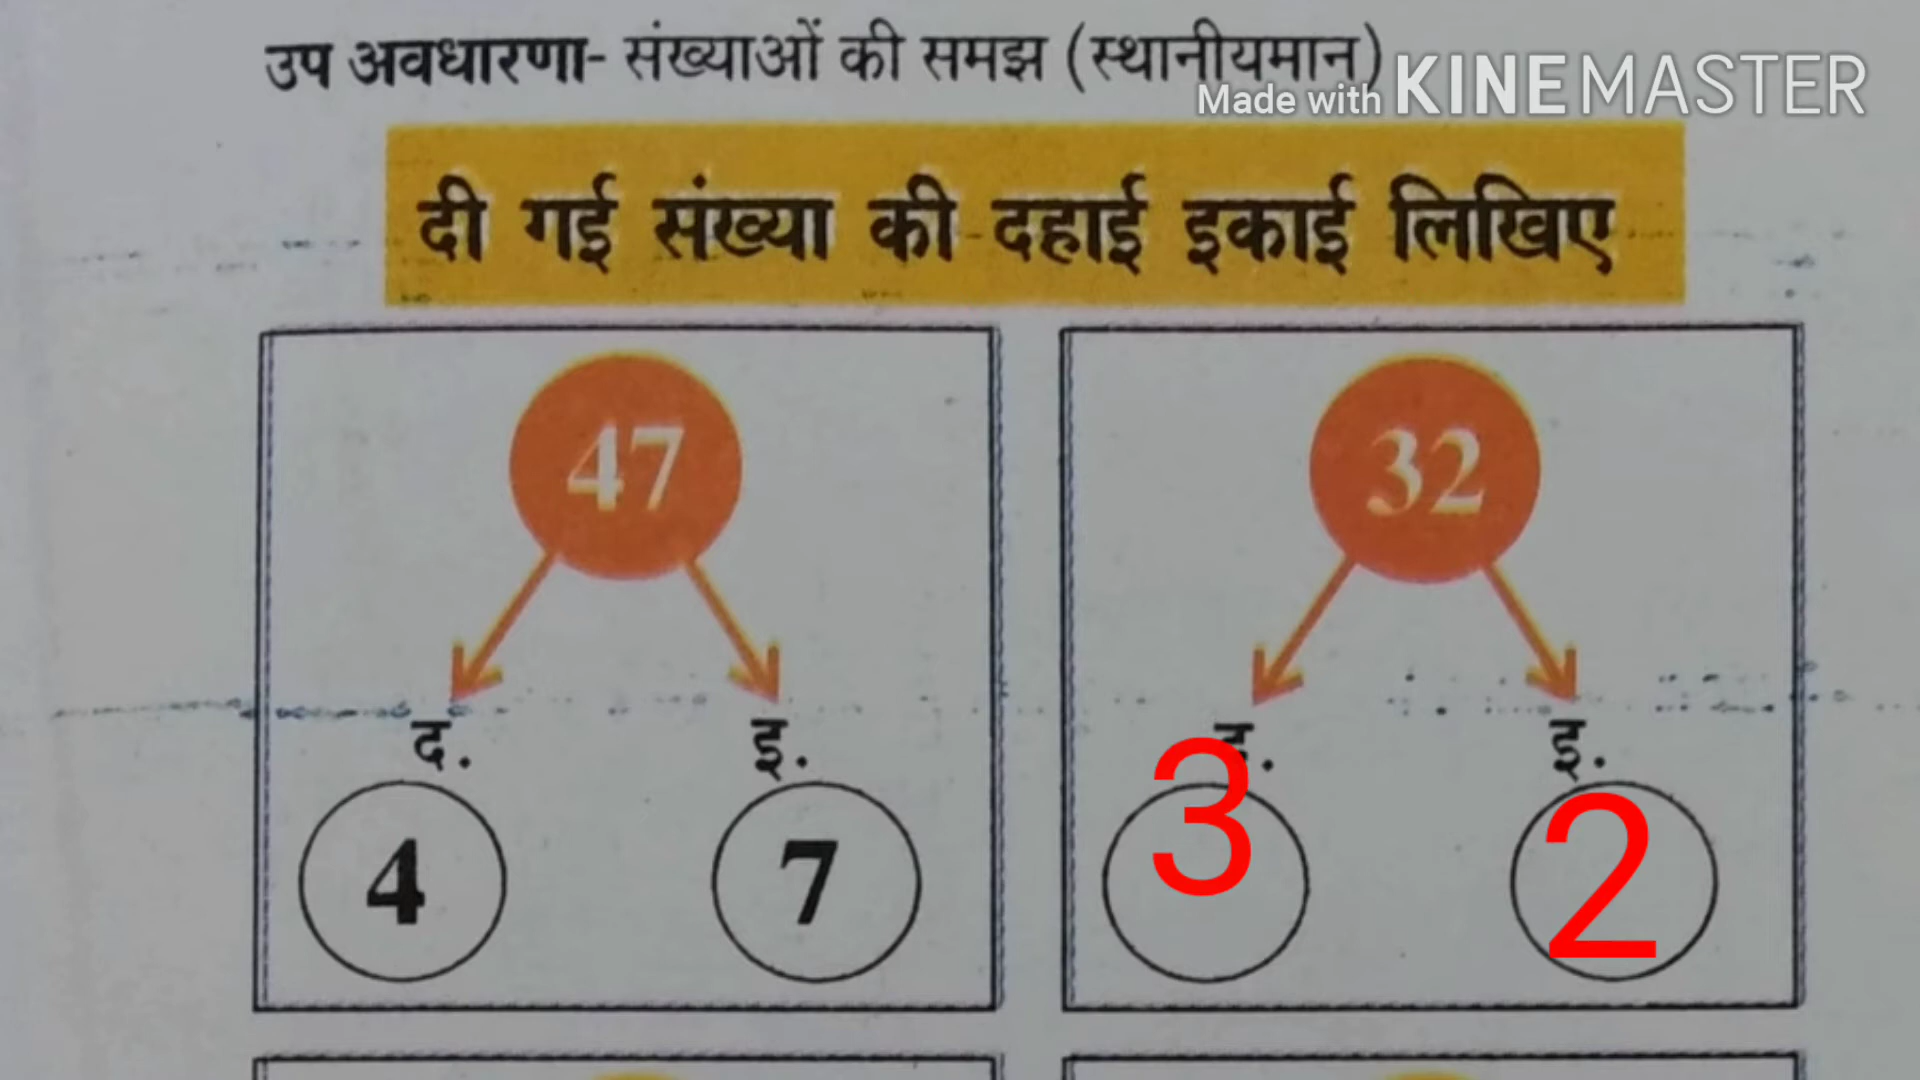 उप अवधारणा- संख्याओं की समझ (स्थानीयमान)
Made with KINEMASTER
दी गई संख्या की दहाई इकाई लिखिए
47 32
द. इ. द. इ.
4 7 3 2